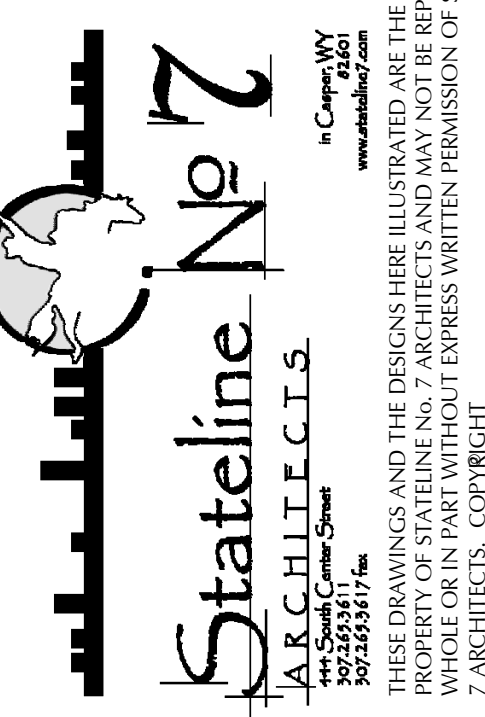 Stateline No 7
ARCHITECTS
444 South Center Street
307.265.3611
307.265.3617 fax
in Casper, WY
82601
www.stateline7.com
THESE DRAWINGS AND THE DESIGNS HERE ILLUSTRATED ARE THE
PROPERTY OF STATELINE No. 7 ARCHITECTS AND MAY NOT BE REP
WHOLE OR IN PART WITHOUT EXPRESS WRITTEN PERMISSION OF S
7 ARCHITECTS. COPYRIGHT